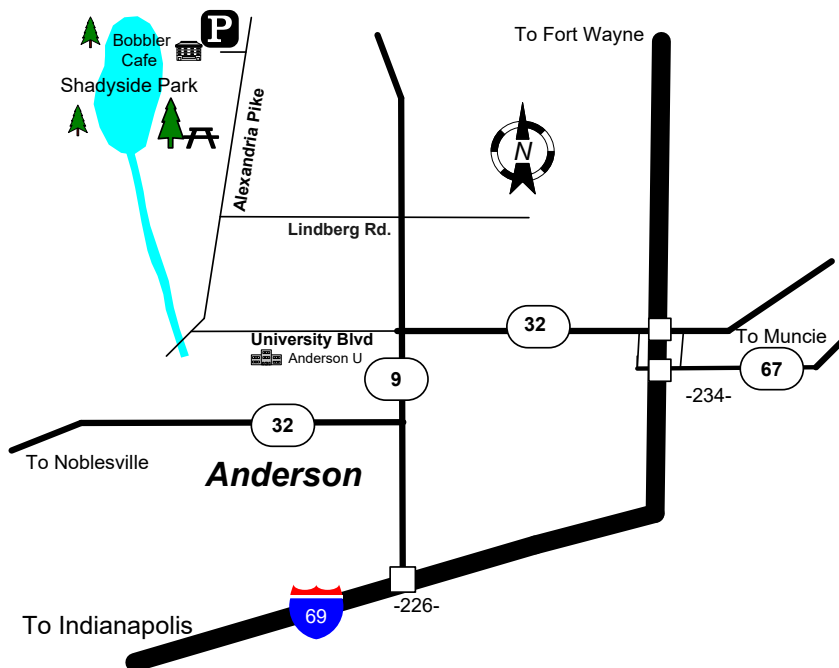 To Fort Wayne
P
Bobbler
Cafe
Shadyside Park
Alexandria Pike
N
Lindberg Rd.
32
University Blvd
Anderson U
To Muncie
9
67
-234-
32
To Noblesville
Anderson
-226-
69
To Indianapolis